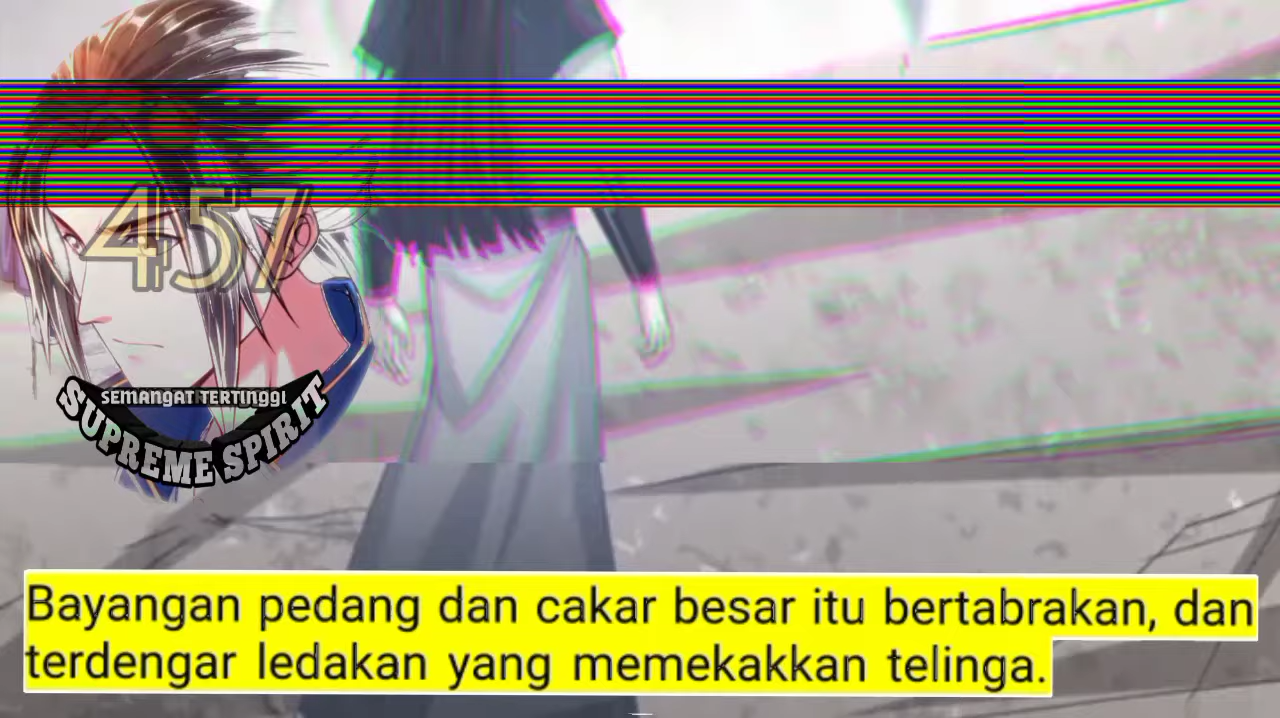 457
SEMANGAT TERTINGGI
SUPREME SPIRIT
Bayangan pedang dan cakar besar itu bertabrakan, dan
terdengar ledakan yang memekakkan telinga.